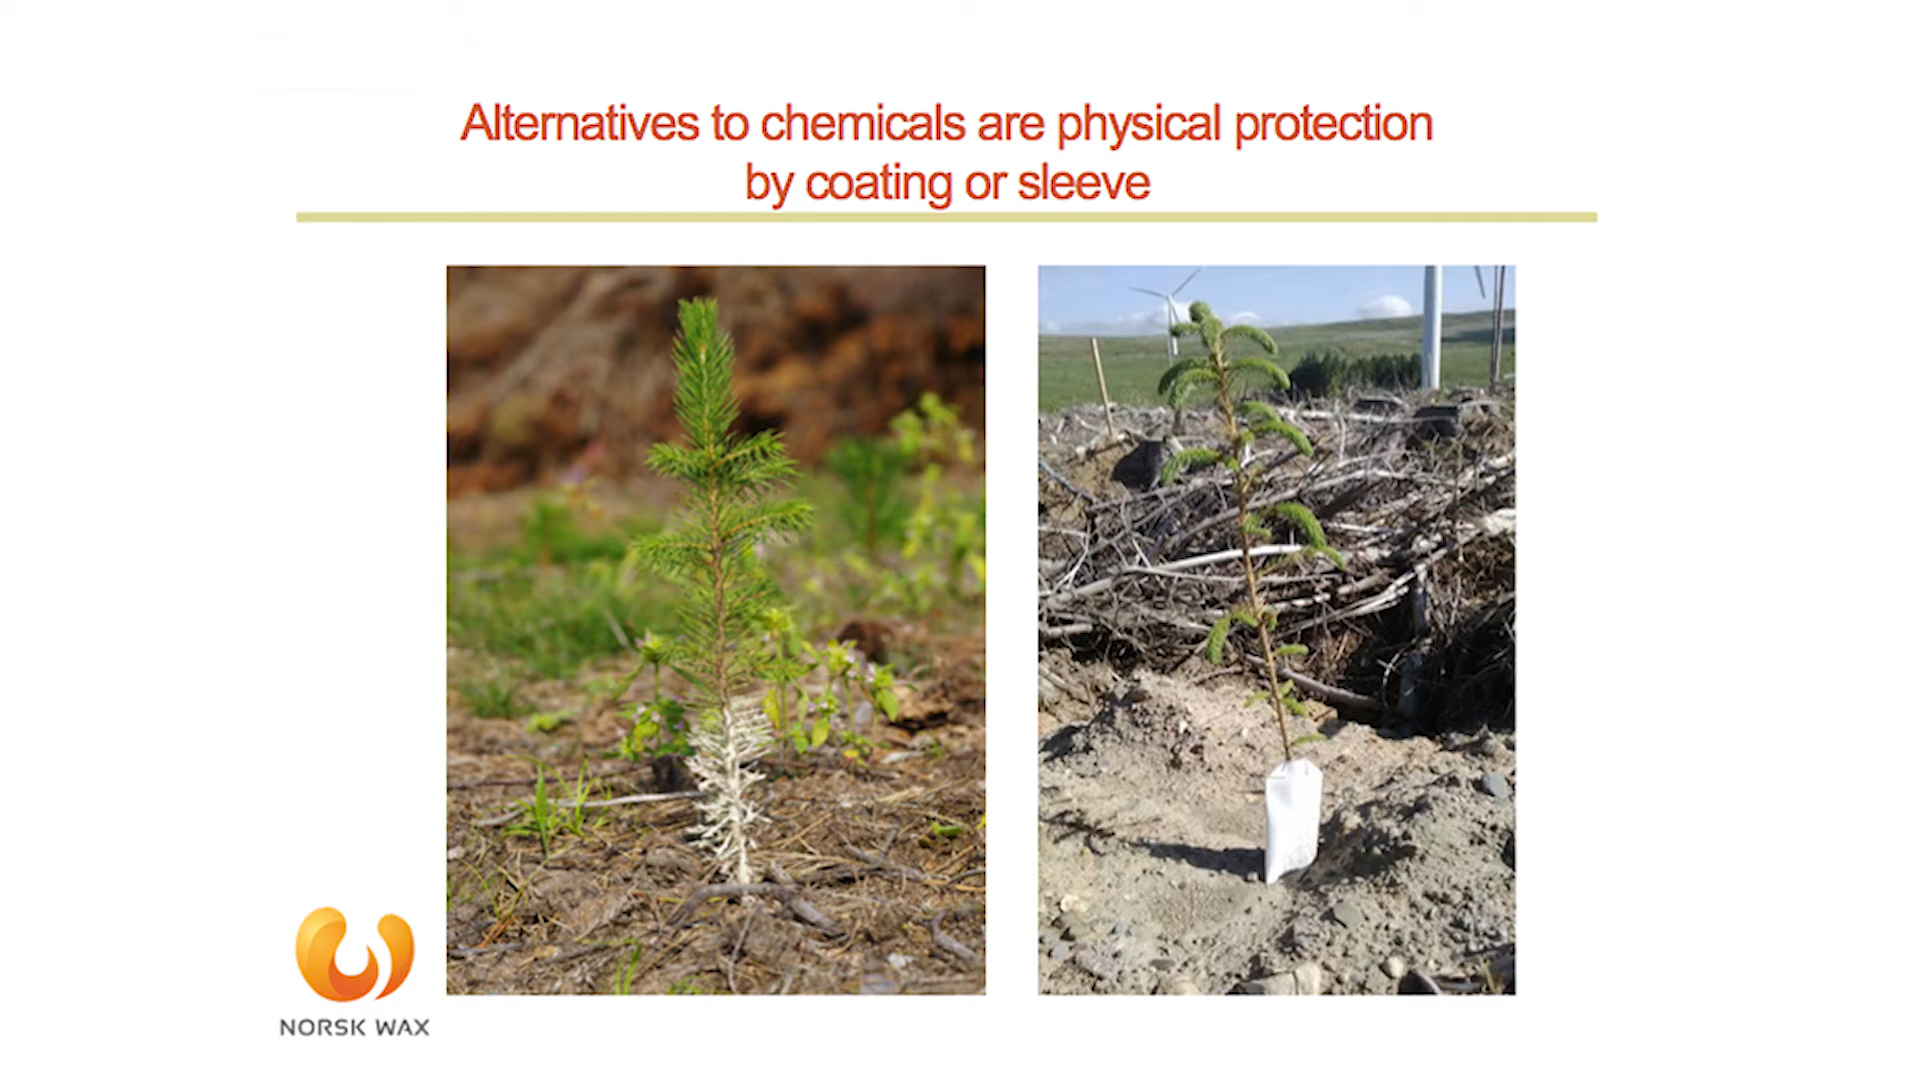 Alternatives to chemicals are physical protection
by coating or sleeve
NORSK WAX